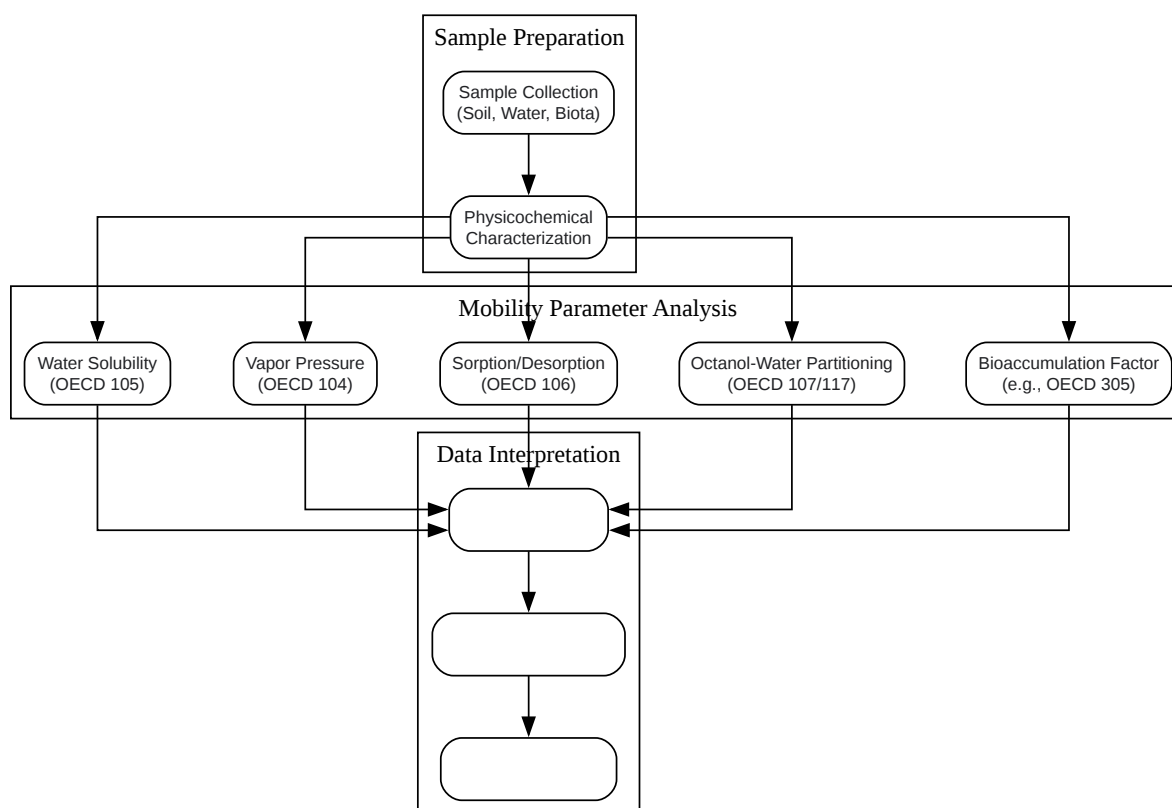 Sample Preparation
Sample Collection
(Soil, Water, Biota)
Physicochemical
Characterization
Mobility Parameter Analysis
Water Solubility
(OECD 105)
Vapor Pressure
(OECD 104)
Sorption/Desorption
(OECD 106)
Octanol-Water Partitioning
(OECD 107/117)
Bioaccumulation Factor
(e.g., OECD 305)
Data Interpretation